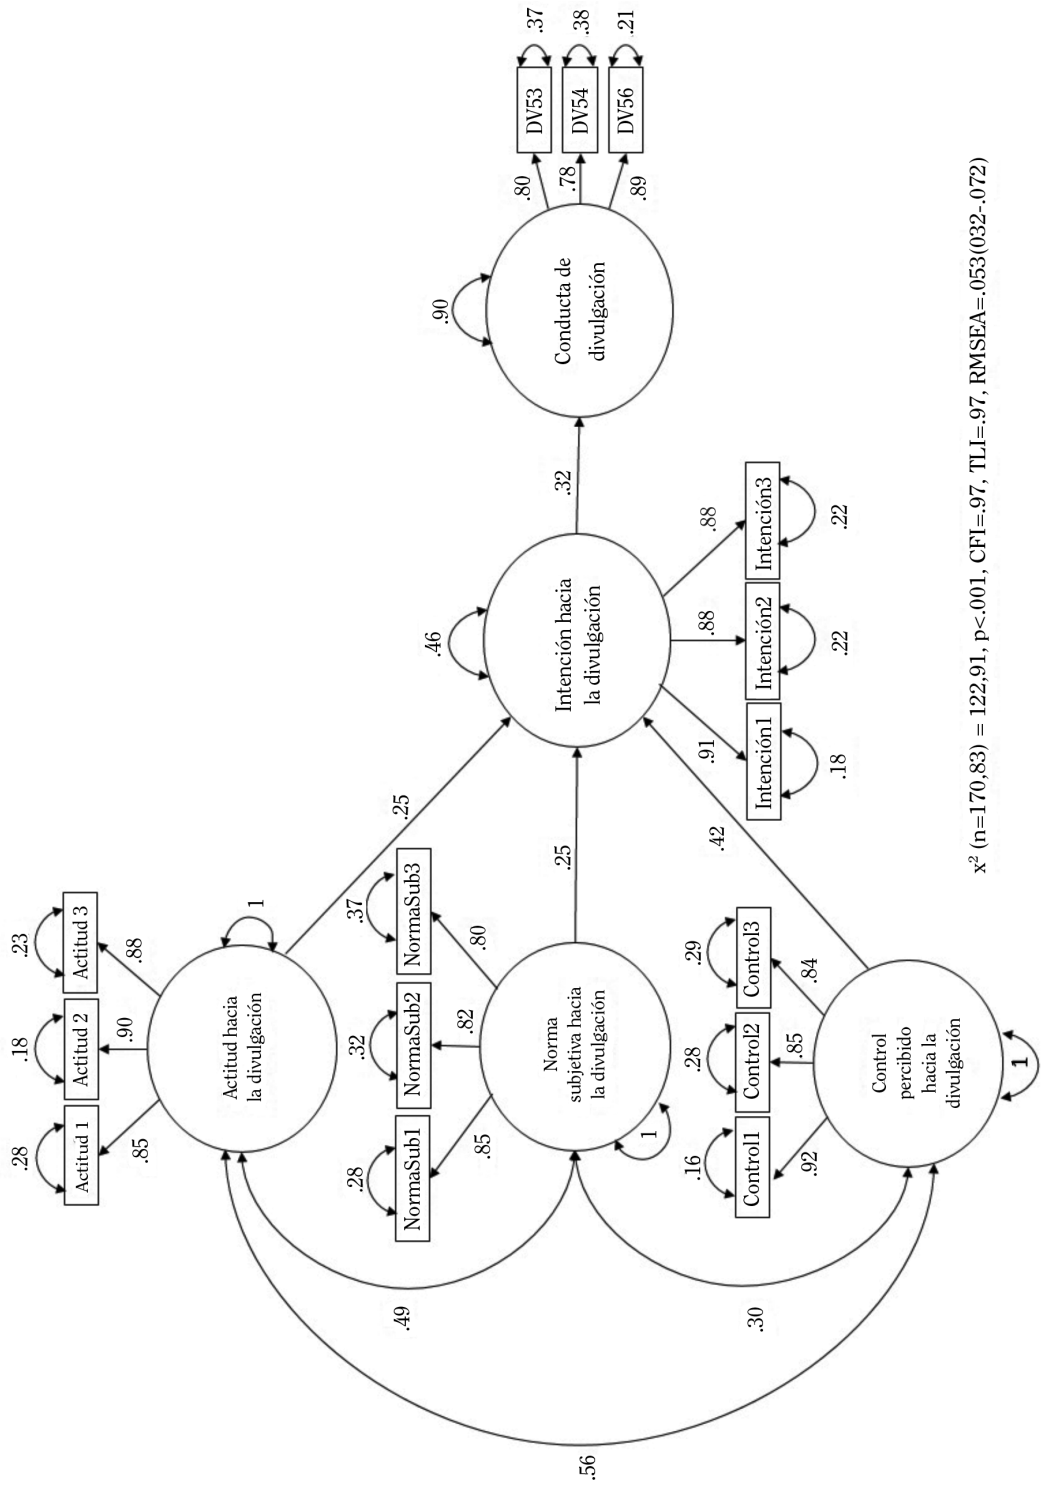 .28
.18
.23
Actitud 1
Actitud 2
Actitud 3
.85
.90
.88
Actitud hacia
la divulgación
1
.25
.28
.32
.37
NormaSub1
NormaSub2
NormaSub3
.85
.82
.80
Norma
subjetiva hacia
la divulgación
1
.25
.16
.28
.29
Control1
Control2
Control3
.92
.85
.84
Control
percibido
hacia la
divulgación
1
.42
.49
.30
.56
.46
Intención hacia
la divulgación
.91
.88
.88
Intención1
Intención2
Intención3
.18
.22
.22
.32
.90
Conducta de
divulgación
.80
.78
.89
DV53
DV54
DV56
.37
.38
.21
x² (n=170,83) = 122,91, p<.001, CFI=.97, TLI=.97, RMSEA=.053(032-.072)